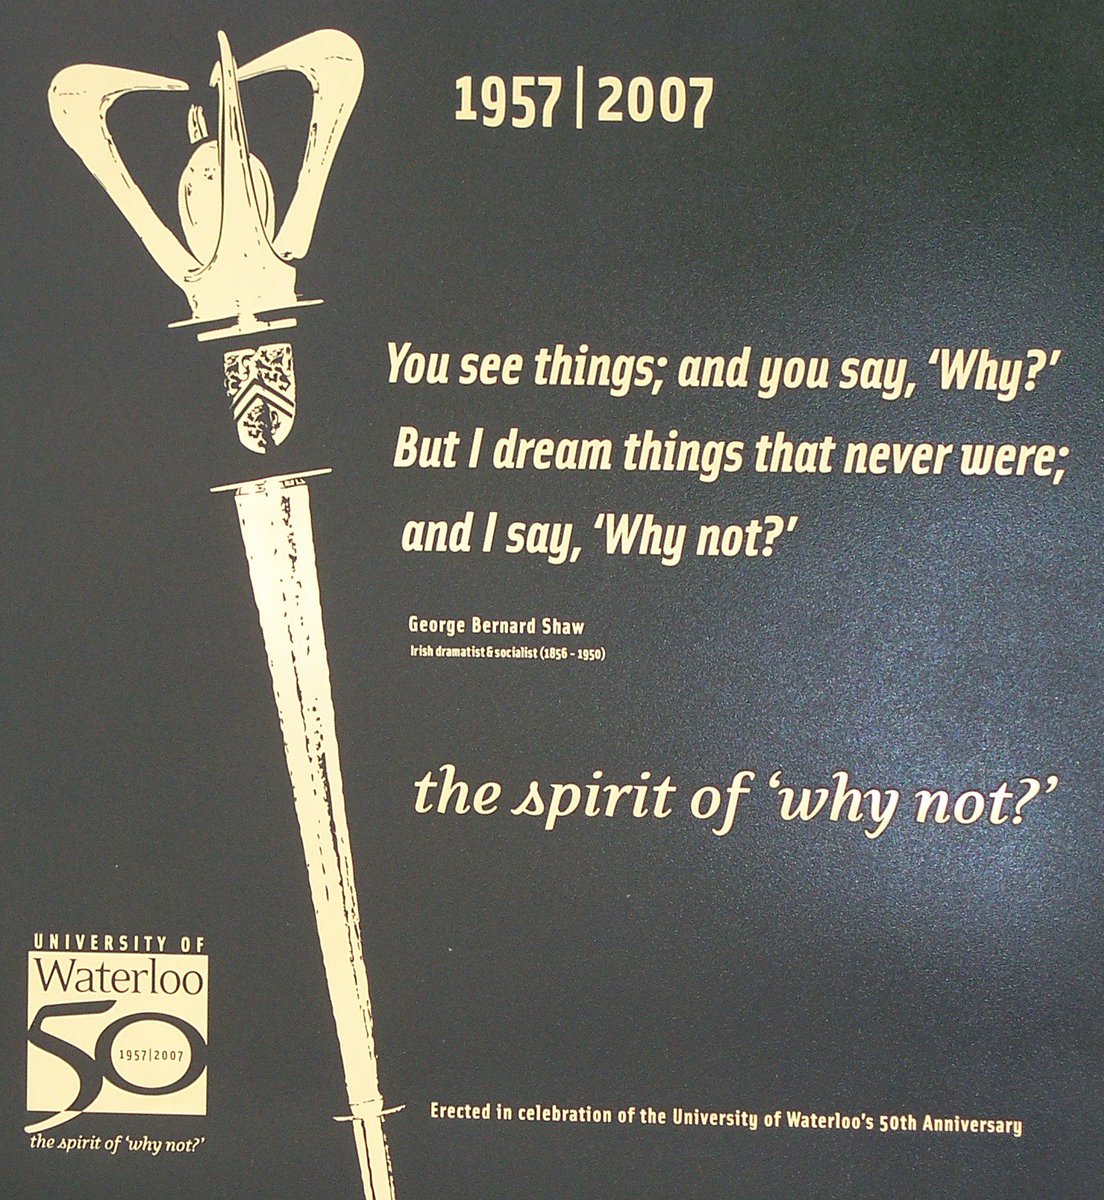 1957|2007
You see things; and you say, ‘Why?’
But I dream things that never were;
and I say, ‘Why not?’
George Bernard Shaw
Irish dramatist & socialist (1856 - 1950)
the spirit of ‘why not?’
UNIVERSITY OF
Waterloo
50
1957|2007
the spirit of ‘why not?’
Erected in celebration of the University of Waterloo's 50th Anniversary